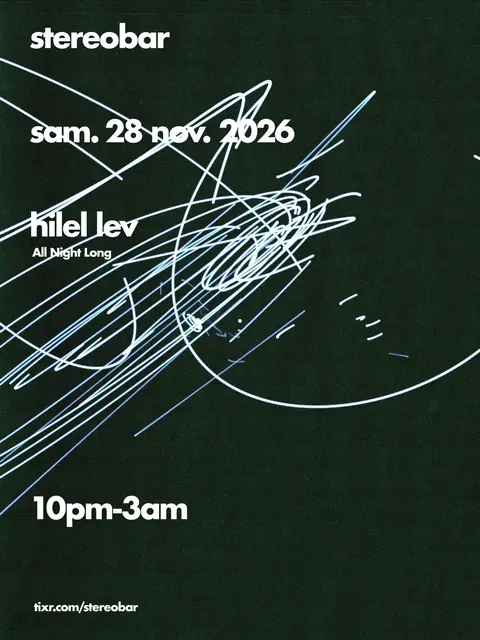 stereobar
sam. 28 nov. 2026
hilel lev
All Night Long
10pm-3am
tixr.com/stereobar